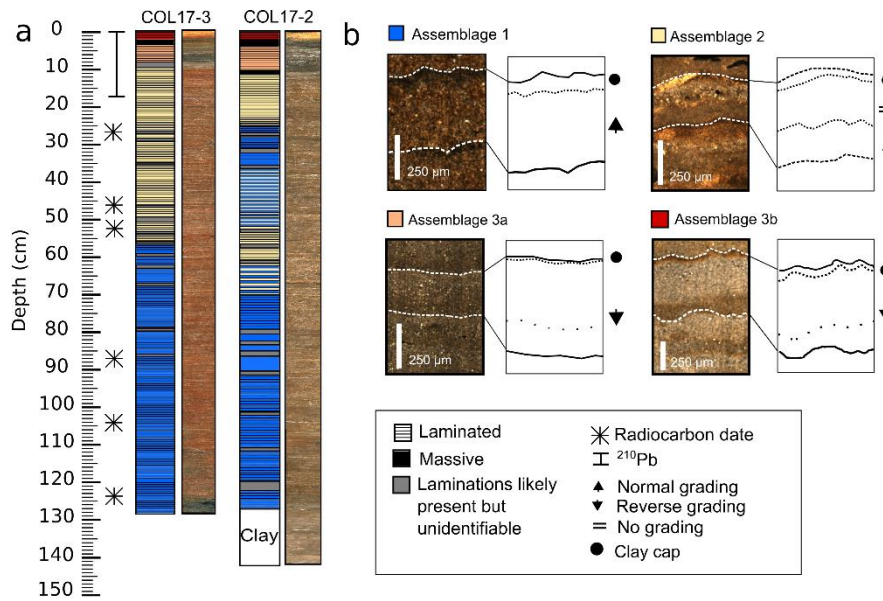 a
COL17-3
COL17-2
Depth (cm)
0
10
20
30
40
50
60
70
80
90
100
110
120
130
140
150
Clay
b
Assemblage 1
Assemblage 2
250 µm
250 µm
Assemblage 3a
Assemblage 3b
250 µm
250 µm
Laminated
Massive
Laminations likely
present but
unidentifiable
Radiocarbon date
²¹⁰Pb
Normal grading
Reverse grading
No grading
Clay cap